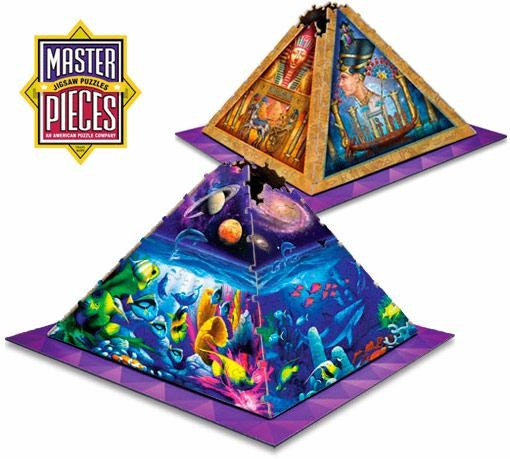 MASTER
JIGSAW PUZZLES
PIECES
AN AMERICAN PUZZLE COMPANY